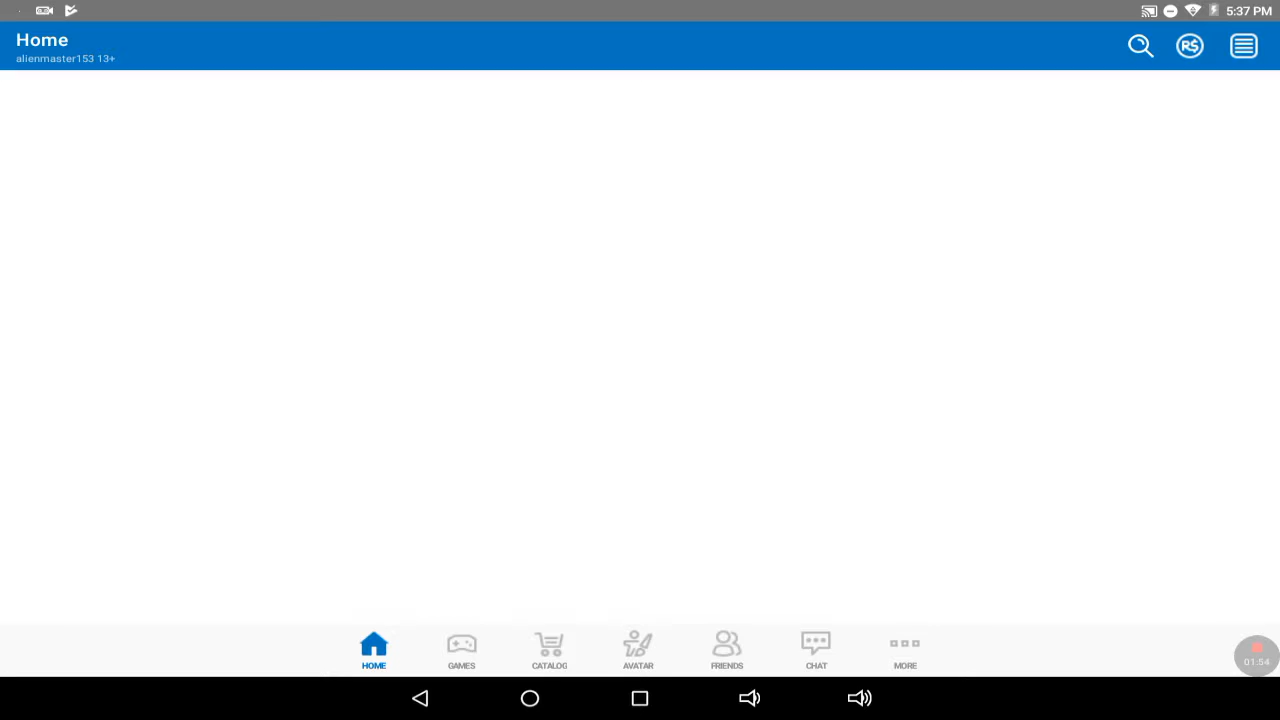 5:37 PM
Home
alienmaster153 13+
R$
HOME
GAMES
CATALOG
AVATAR
FRIENDS
CHAT
MORE
01:54